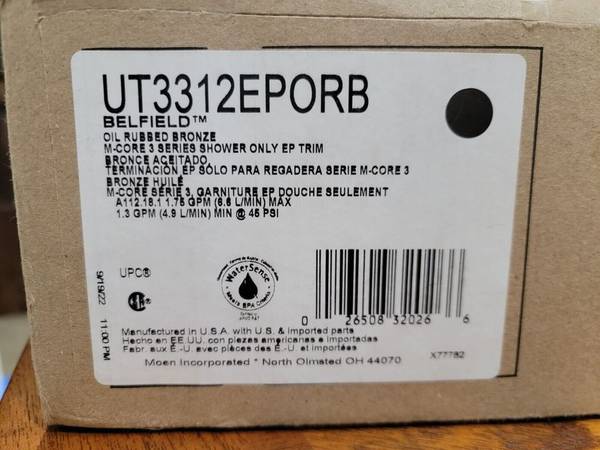 UT3312EPORB
BELFIELD™
OIL RUBBED BRONZE
M-CORE 3 SERIES SHOWER ONLY EP TRIM
BRONCE ACEITADO
TERMINACIÓN EP SÓLO PARA REGADERA SERIE M-CORE 3
BRONZE HUILÉ
M-CORE SÉRIE 3, GARNITURE EP DOUCHE SEULEMENT
A112.18.1 1.75 GPM (6.6 L/MIN) MAX
1.3 GPM (4.9 L/MIN) MIN @ 45 PSI
9/19/22 11:00 PM
UPC®
WaterSense
Meets EPA Criteria
0 26508 32026 6
Manufactured in U.S.A. with U.S. & imported parts
Hecho en EE.UU. con piezas americanas e importadas
Fabr. aux É.-U. avec pièces des É.-U. et importées
Moen Incorporated * North Olmsted OH 44070
X77782